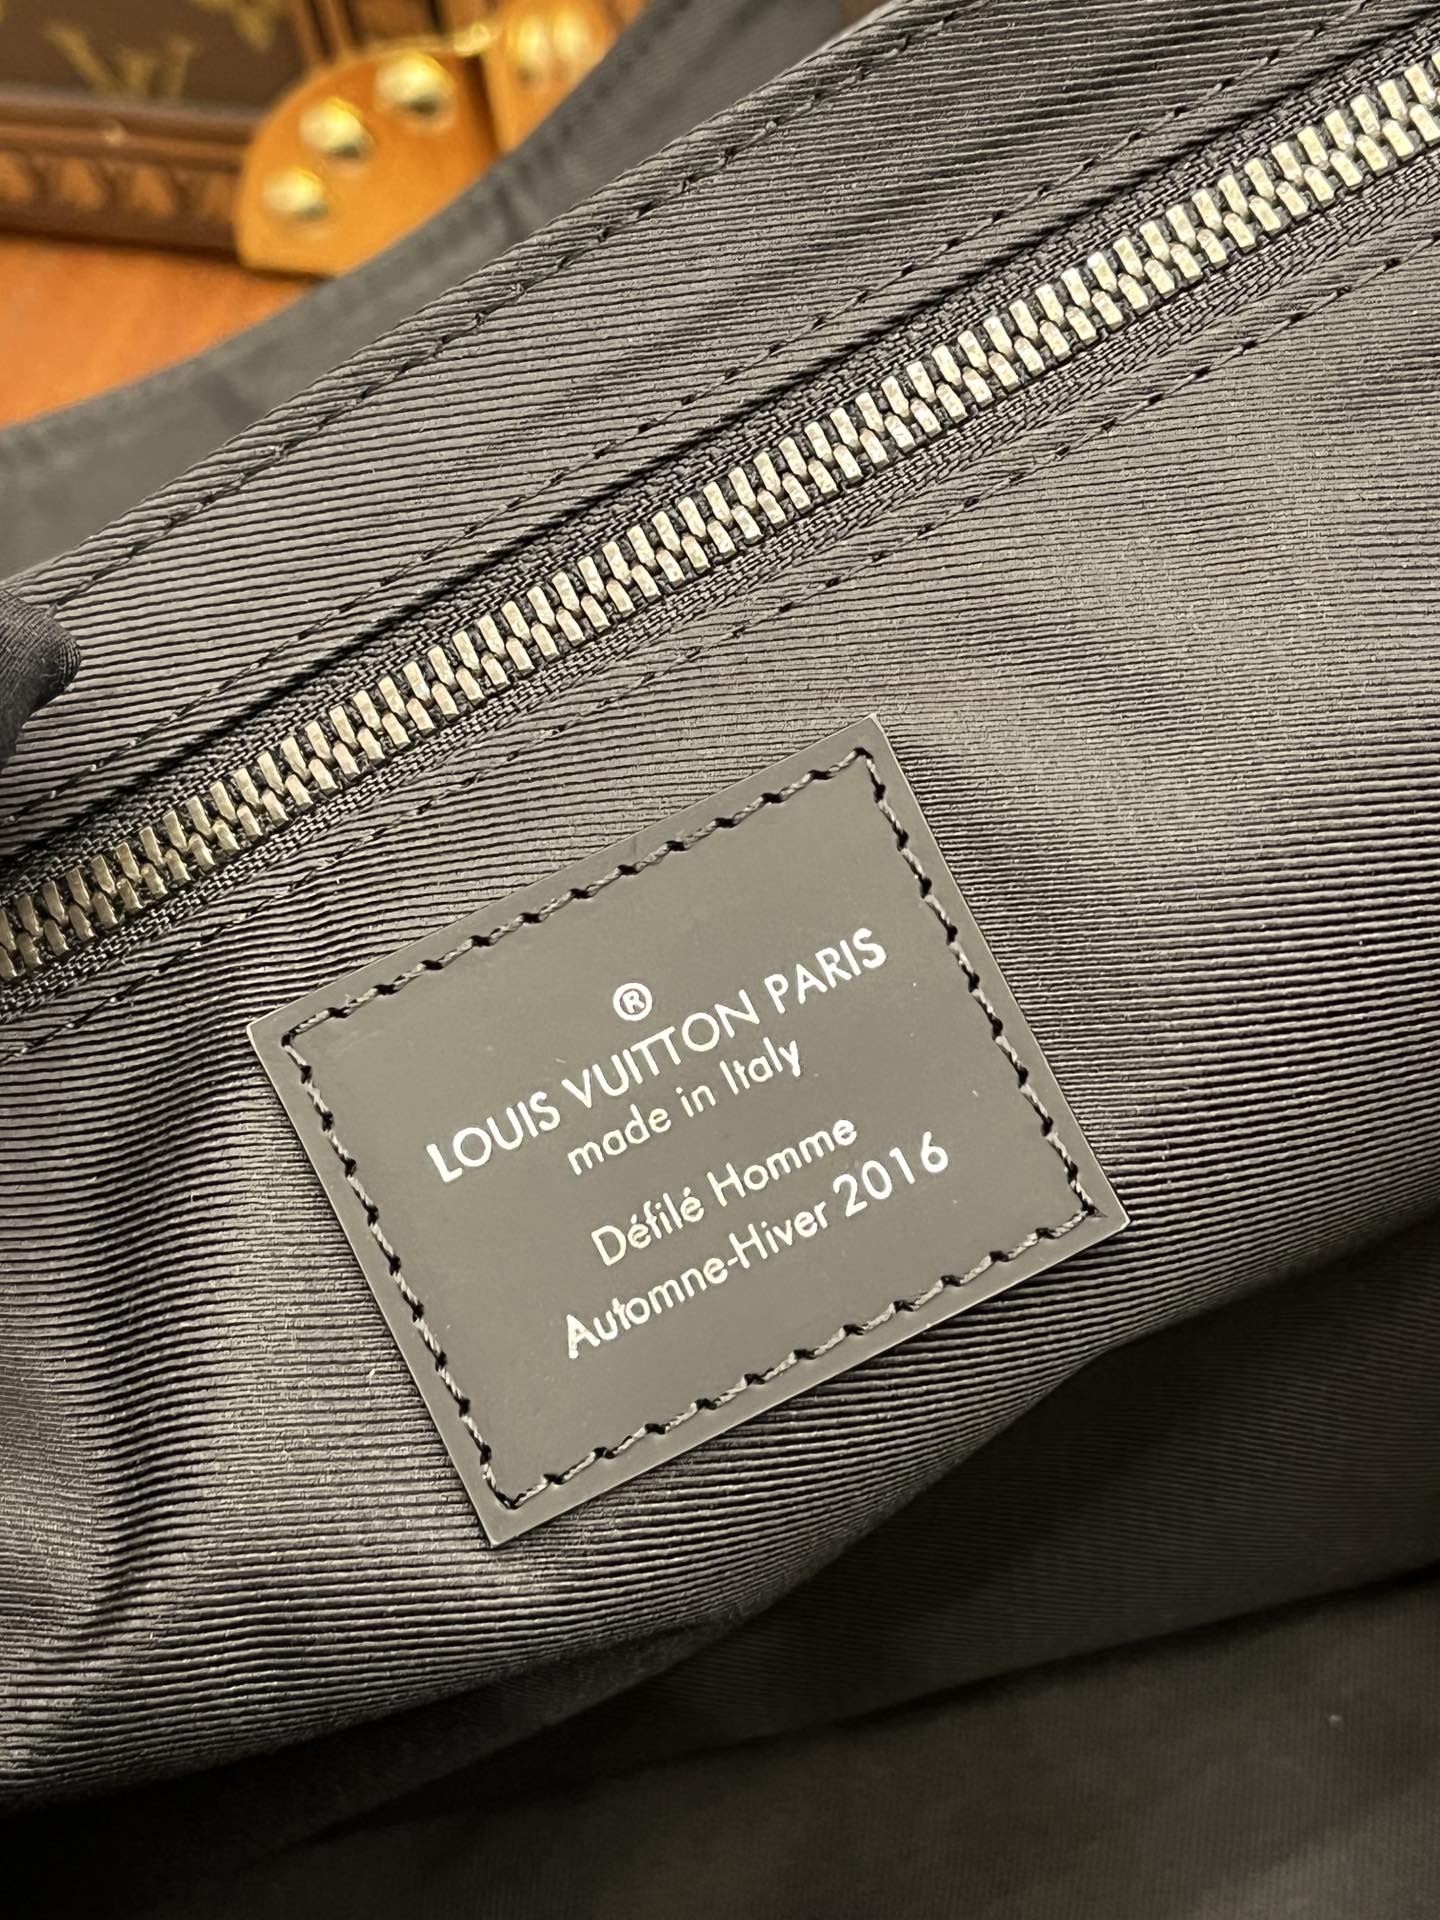 ®
LOUIS VUITTON PARIS
made in Italy
Défilé Homme
Automne-Hiver 2016